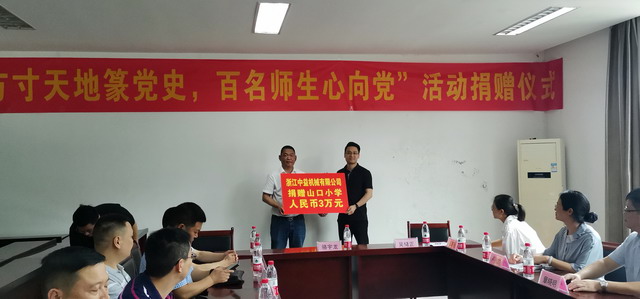 方寸天地篆党史，百名师生心向党”活动捐赠仪式
浙江中益机械有限公司
捐赠山口小学
人民币3万元